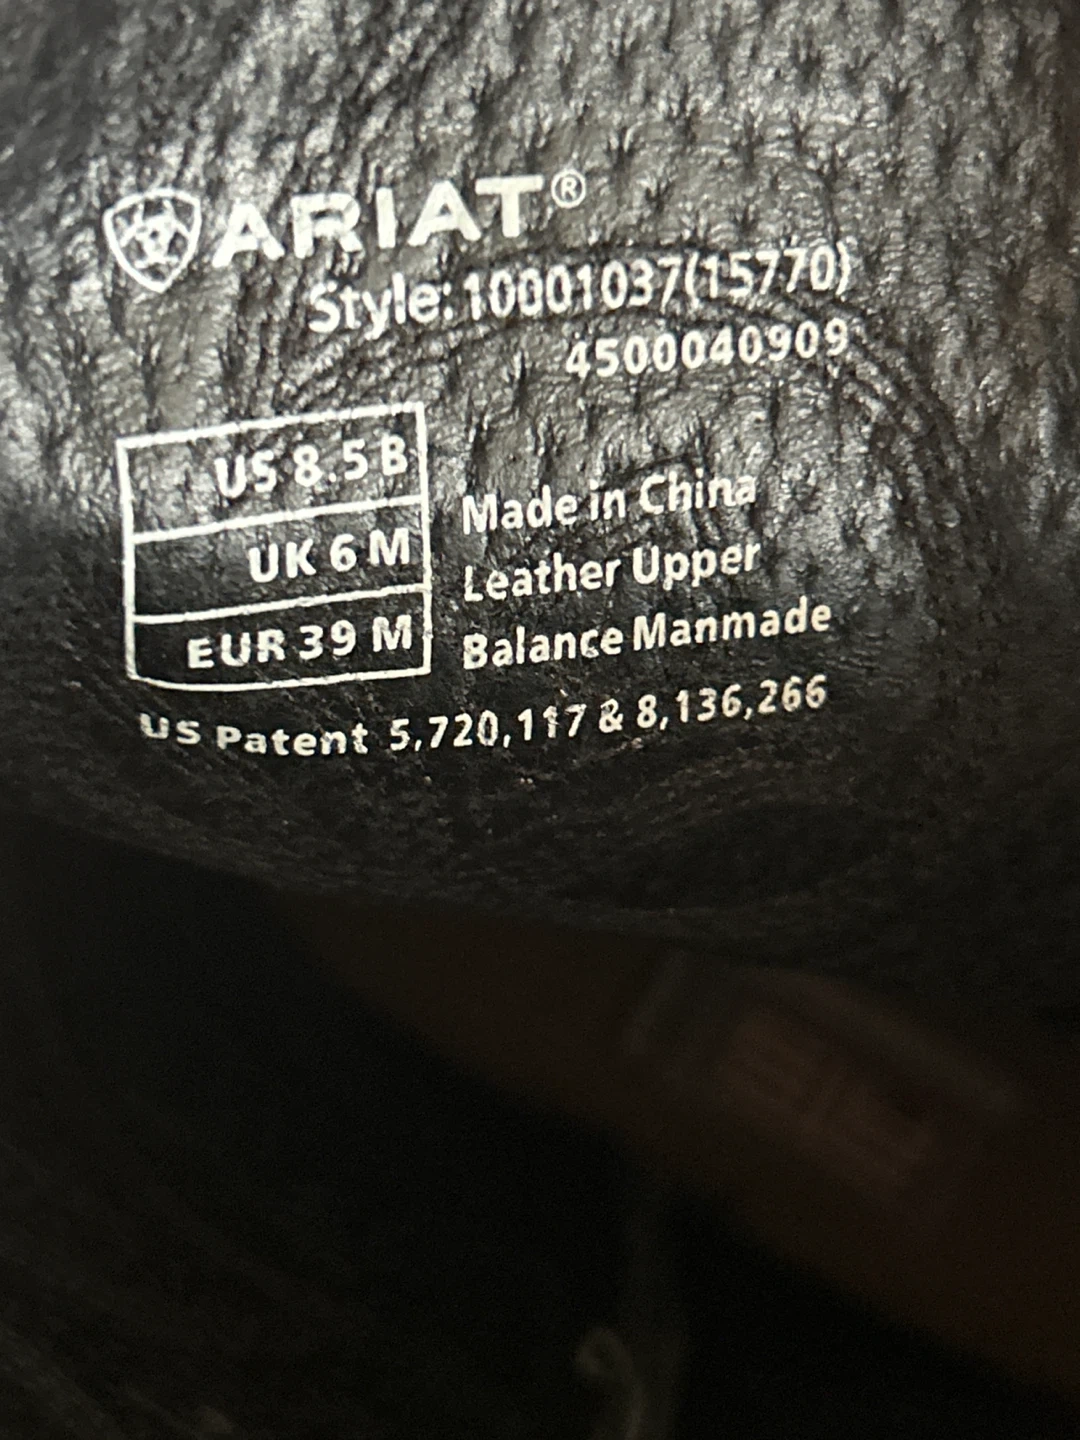 ARIAT®
Style: 10001037(15770)
4500040909
US 8.5 B
UK 6 M
EUR 39 M
Made in China
Leather Upper
Balance Manmade
US Patent 5,720,117 & 8,136,266